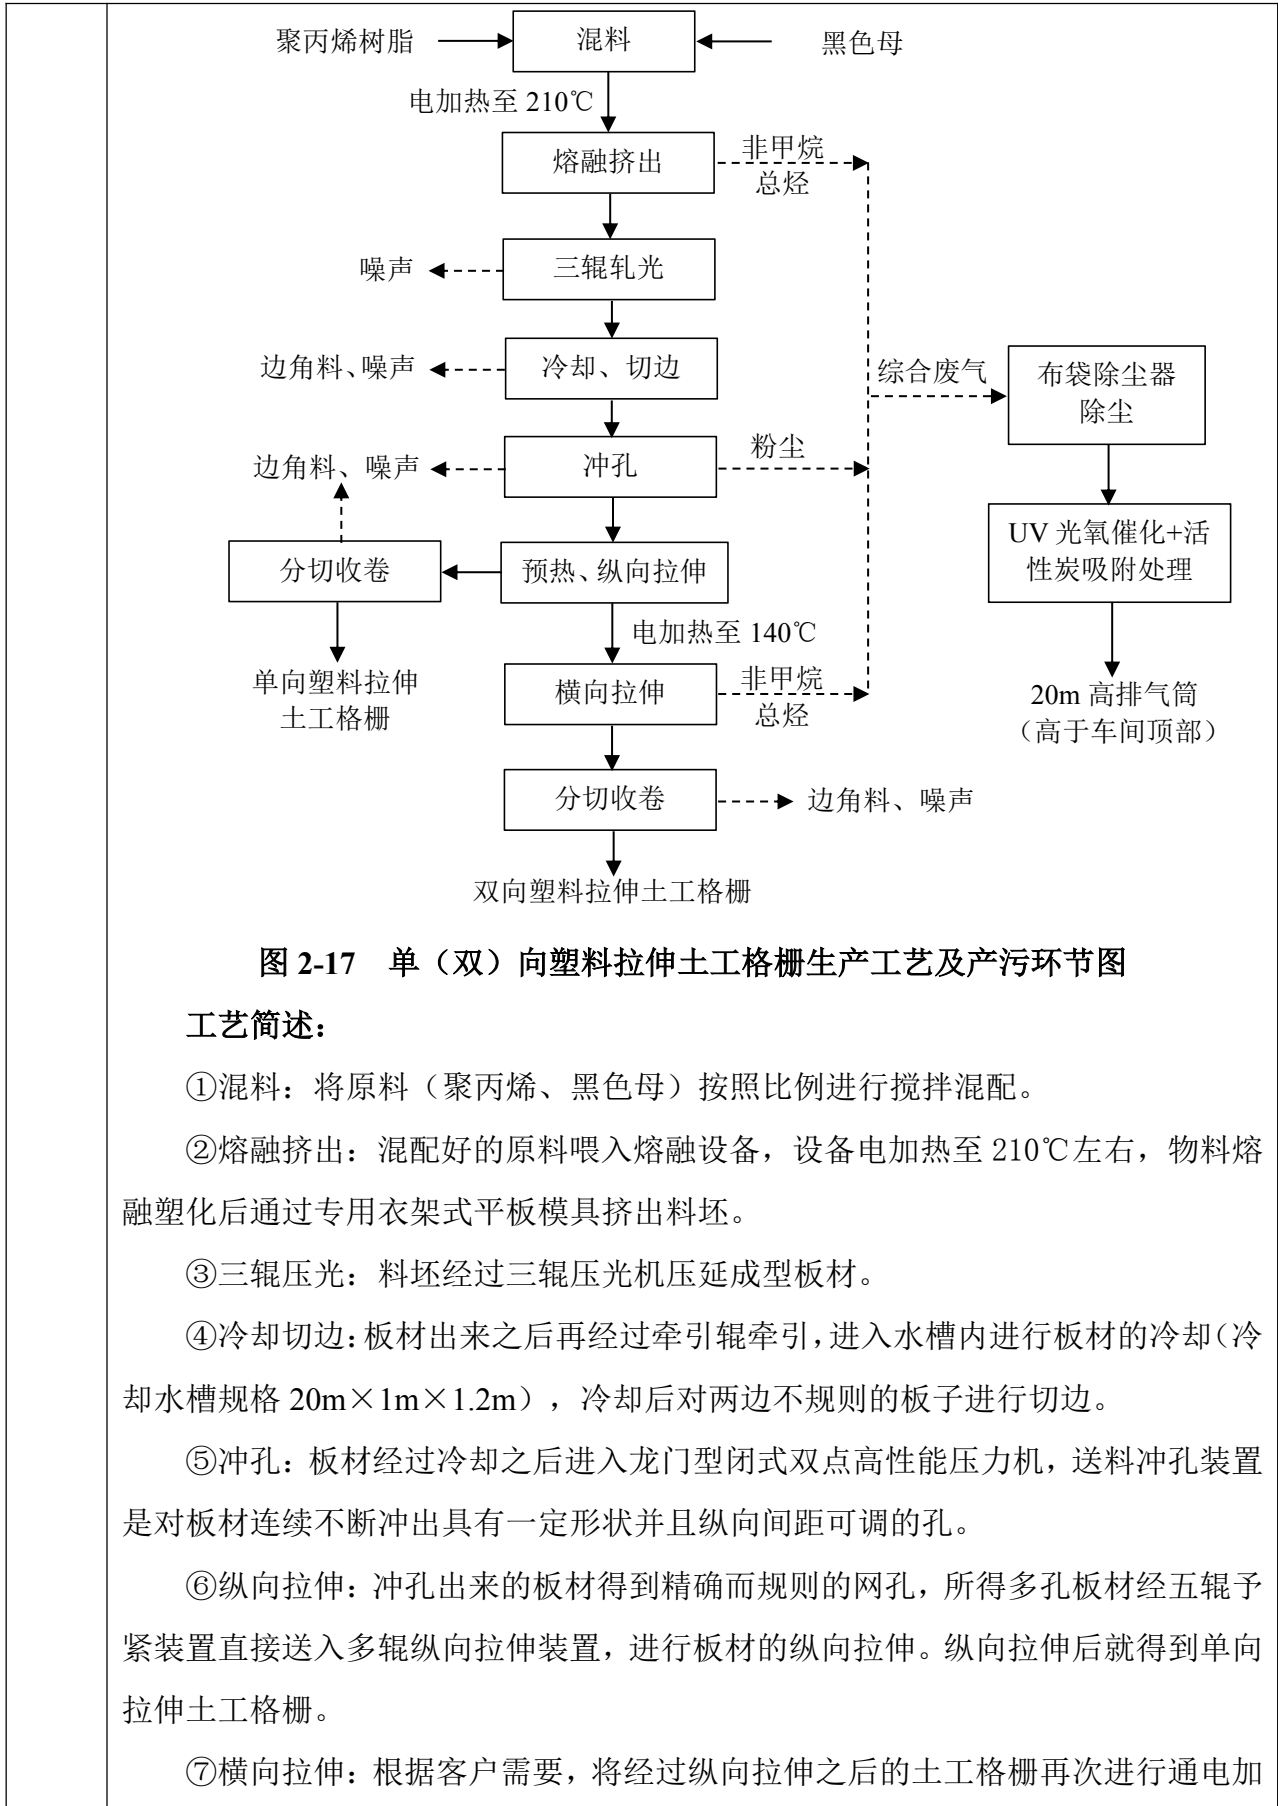 聚丙烯树脂
混料
黑色母
电加热至 210℃
熔融挤出
非甲烷
总烃
噪声
三辊轧光
边角料、噪声
冷却、切边
综合废气
布袋除尘器
除尘
边角料、噪声
冲孔
粉尘
UV 光氧催化+活
性炭吸附处理
分切收卷
预热、纵向拉伸
电加热至 140℃
单向塑料拉伸
土工格栅
横向拉伸
非甲烷
总烃
20m 高排气筒
（高于车间顶部）
分切收卷
边角料、噪声
双向塑料拉伸土工格栅
图 2-17 单（双）向塑料拉伸土工格栅生产工艺及产污环节图
工艺简述：
①混料：将原料（聚丙烯、黑色母）按照比例进行搅拌混配。
②熔融挤出：混配好的原料喂入熔融设备，设备电加热至 210℃左右，物料熔
融塑化后通过专用衣架式平板模具挤出料坯。
③三辊压光：料坯经过三辊压光机压延成型板材。
④冷却切边：板材出来之后再经过牵引辊牵引，进入水槽内进行板材的冷却（冷
却水槽规格 20m×1m×1.2m），冷却后对两边不规则的板子进行切边。
⑤冲孔：板材经过冷却之后进入龙门型闭式双点高性能压力机，送料冲孔装置
是对板材连续不断冲出具有一定形状并且纵向间距可调的孔。
⑥纵向拉伸：冲孔出来的板材得到精确而规则的网孔，所得多孔板材经五辊予
紧装置直接送入多辊纵向拉伸装置，进行板材的纵向拉伸。纵向拉伸后就得到单向
拉伸土工格栅。
⑦横向拉伸：根据客户需要，将经过纵向拉伸之后的土工格栅再次进行通电加